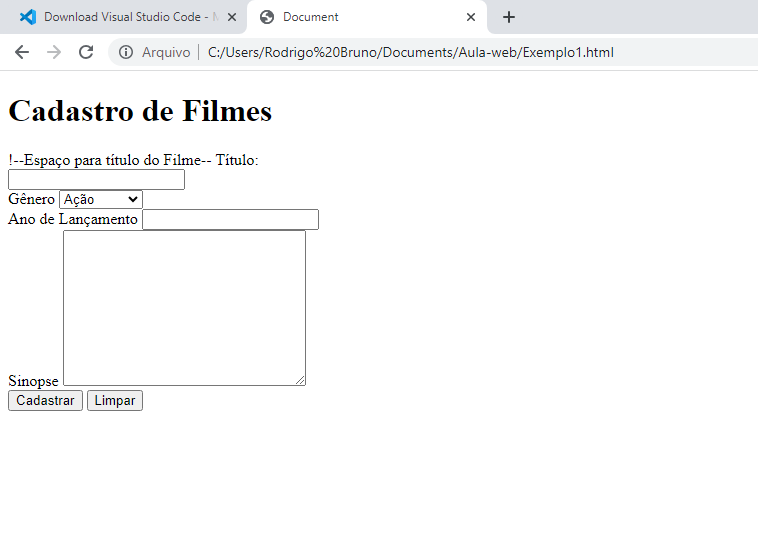 Download Visual Studio Code -
Document
Arquivo | C:/Users/Rodrigo%20Bruno/Documents/Aula-web/Exemplo1.html
Cadastro de Filmes
!--Espaço para título do Filme-- Título:
Gênero Ação
Ano de Lançamento
Sinopse
Cadastrar Limpar